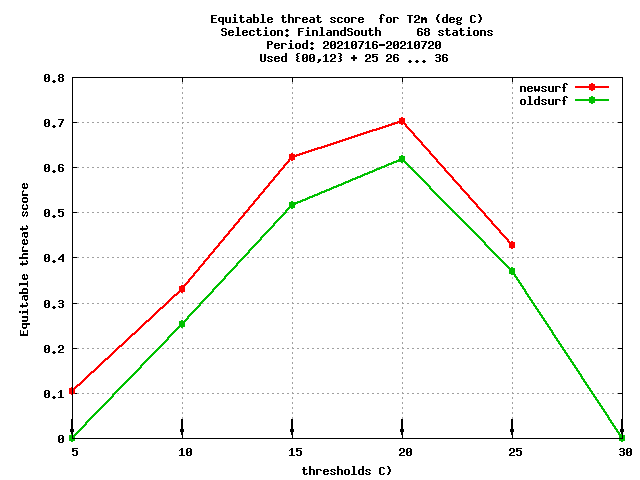 Equitable threat score  for T2m (deg C)
Selection: FinlandSouth     68 stations
Period: 20210716-20210720
Used {00,12} + 25 26 ... 36
newsurf
oldsurf
Equitable threat score
0.8
0.7
0.6
0.5
0.4
0.3
0.2
0.1
0
5 10 15 20 25 30
thresholds C)